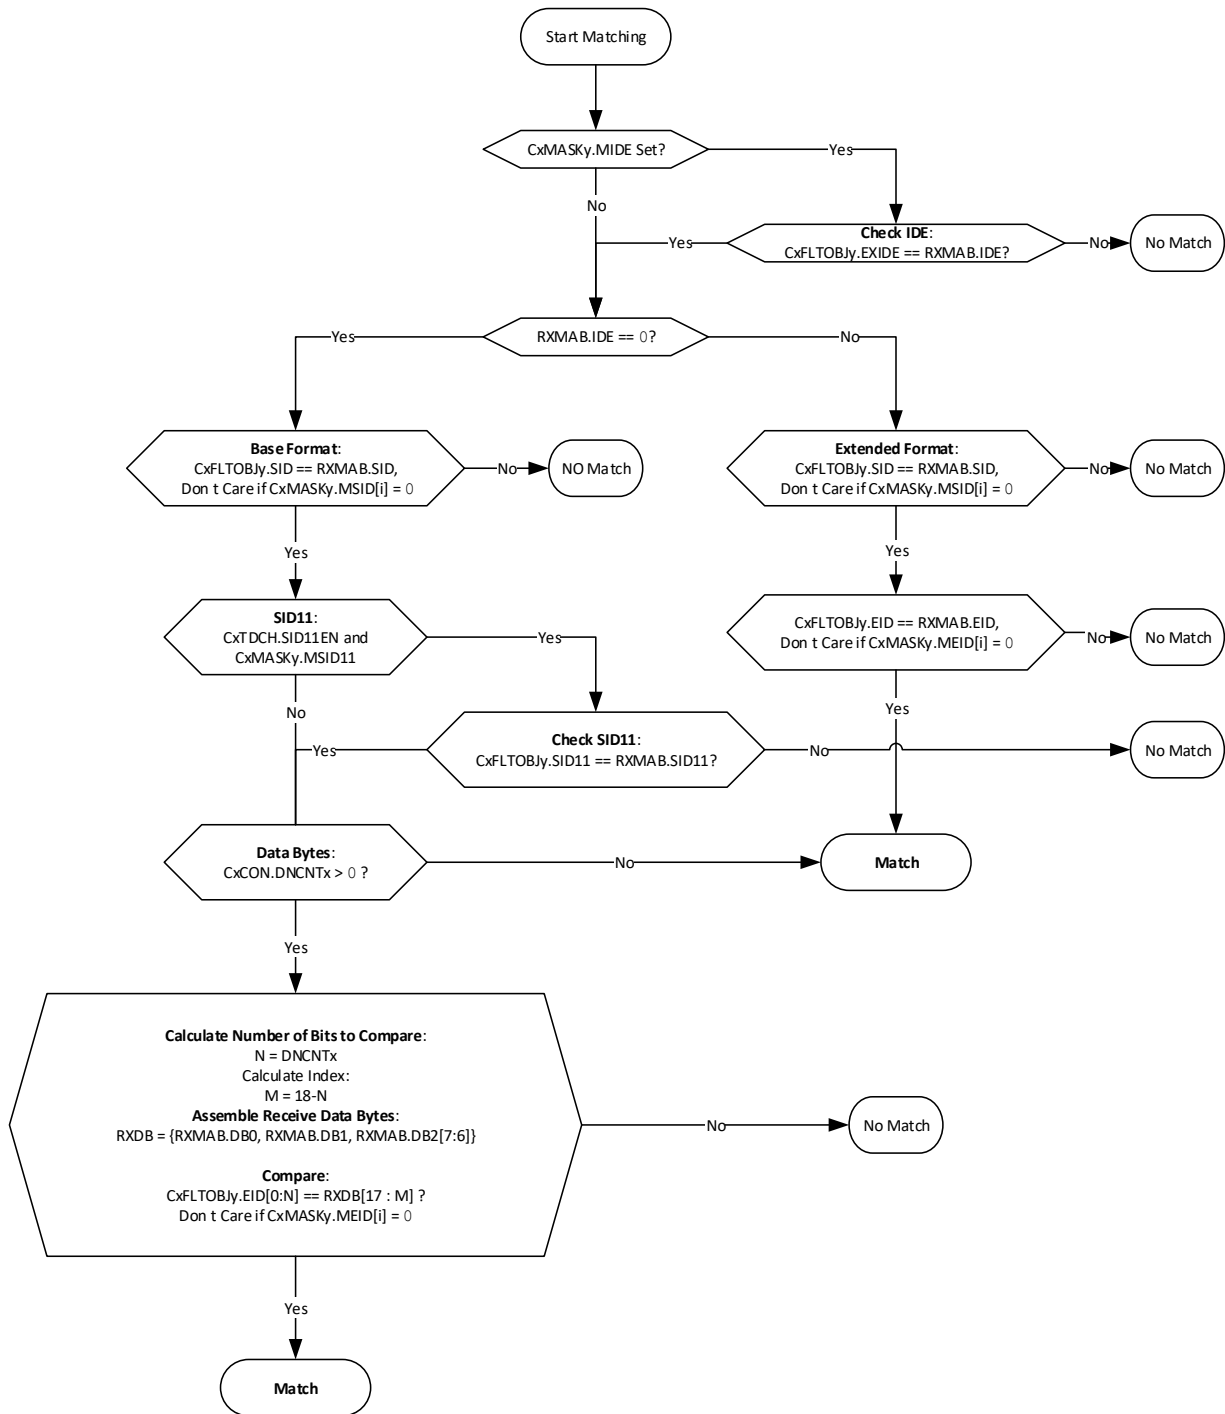 Start Matching
CxMASKy.MIDE Set?
Yes
No
Check IDE:
CxFLTOBJy.EXIDE == RXMAB.IDE?
Yes
No
No Match
RXMAB.IDE == 0?
Yes
No
Base Format:
CxFLTOBJy.SID == RXMAB.SID,
Don t Care if CxMASKy.MSID[i] = 0
No
NO Match
Extended Format:
CxFLTOBJy.SID == RXMAB.SID,
Don t Care if CxMASKy.MSID[i] = 0
No
No Match
Yes
Yes
SID11:
CxTDCH.SID11EN and
CxMASKy.MSID11
Yes
CxFLTOBJy.EID == RXMAB.EID,
Don t Care if CxMASKy.MEID[i] = 0
No
No Match
No
Yes
Check SID11:
CxFLTOBJy.SID11 == RXMAB.SID11?
Yes
No
No Match
Data Bytes:
CxCON.DNCNTx > 0 ?
No
Match
Yes
Calculate Number of Bits to Compare:
N = DNCNTx
Calculate Index:
M = 18-N
Assemble Receive Data Bytes:
RXDB = {RXMAB.DB0, RXMAB.DB1, RXMAB.DB2[7:6]}
Compare:
CxFLTOBJy.EID[0:N] == RXDB[17 : M] ?
Don t Care if CxMASKy.MEID[i] = 0
No
No Match
Yes
Match